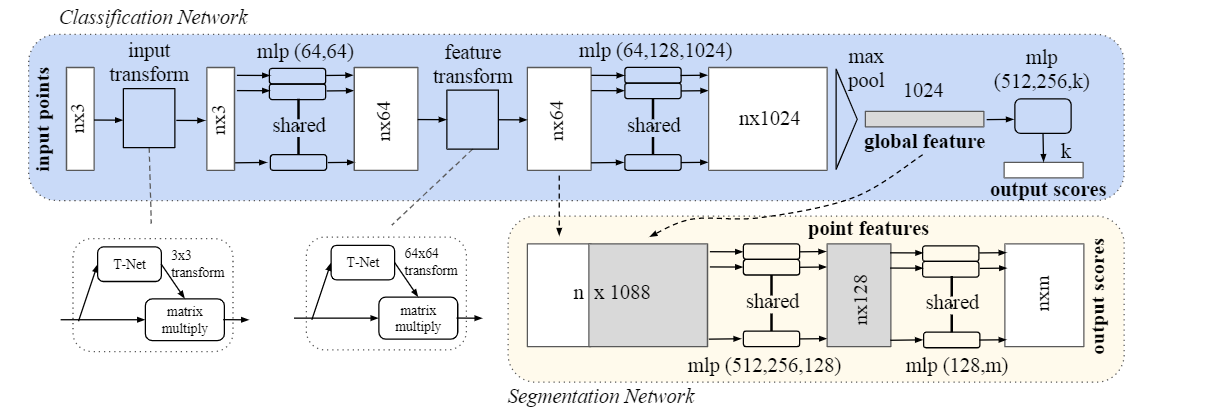 Classification Network
input points
nx3
input
transform
nx3
mlp (64,64)
shared
nx64
feature
transform
nx64
mlp (64,128,1024)
shared
nx1024
max
pool
1024
global feature
mlp
(512,256,k)
k
output scores
T-Net
3x3
transform
matrix
multiply
T-Net
64x64
transform
matrix
multiply
point features
n x 1088
shared
mlp (512,256,128)
nx128
shared
mlp (128,m)
nxm
output scores
Segmentation Network